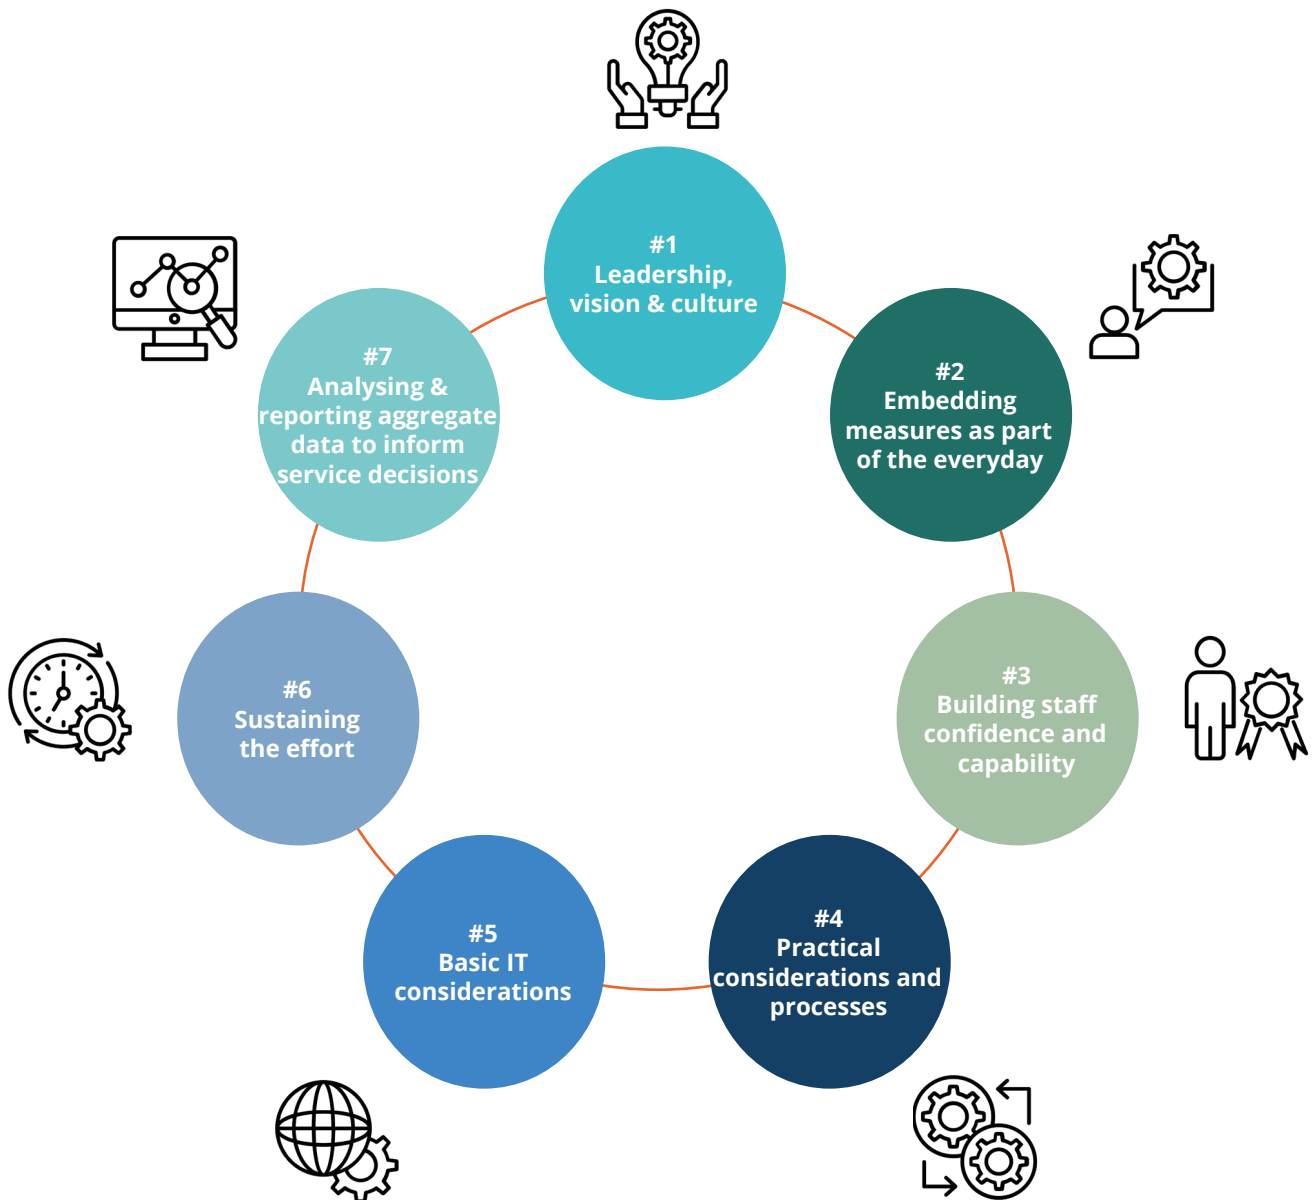 #1
Leadership,
vision & culture
#2
Embedding
measures as part
of the everyday
#3
Building staff
confidence and
capability
#4
Practical
considerations and
processes
#5
Basic IT
considerations
#6
Sustaining
the effort
#7
Analysing &
reporting aggregate
data to inform
service decisions